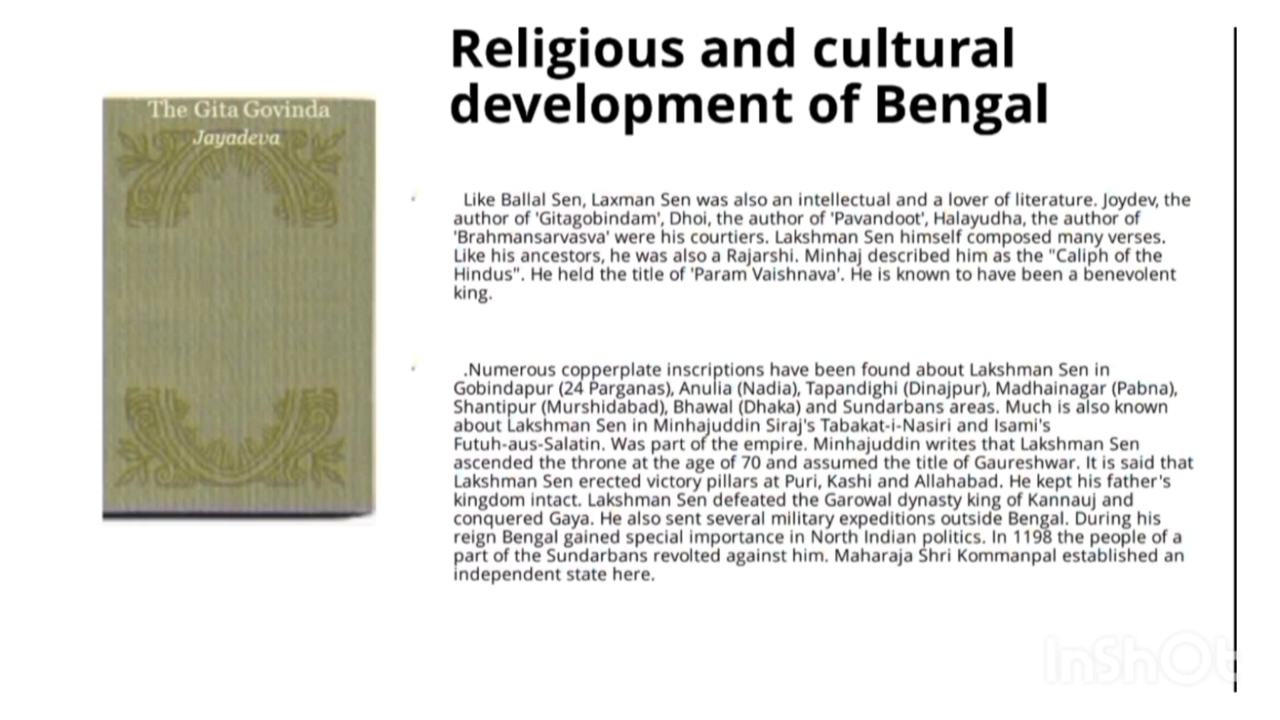 The Gita Govinda
Jayadeva
Religious and cultural
development of Bengal
Like Ballal Sen, Laxman Sen was also an intellectual and a lover of literature. Joydev, the
author of 'Gitagobindam', Dhoi, the author of 'Pavandoot', Halayudha, the author of
'Brahmansarvasva' were his courtiers. Lakshman Sen himself composed many verses.
Like his ancestors, he was also a Rajarshi. Minhaj described him as the "Caliph of the
Hindus". He held the title of 'Param Vaishnava'. He is known to have been a benevolent
king.
.Numerous copperplate inscriptions have been found about Lakshman Sen in
Gobindapur (24 Parganas), Anulia (Nadia), Tapandighi (Dinajpur), Madhainagar (Pabna),
Shantipur (Murshidabad), Bhawal (Dhaka) and Sundarbans areas. Much is also known
about Lakshman Sen in Minhajuddin Siraj's Tabakat-i-Nasiri and Isami's
Futuh-aus-Salatin. Was part of the empire. Minhajuddin writes that Lakshman Sen
ascended the throne at the age of 70 and assumed the title of Gaureshwar. It is said that
Lakshman Sen erected victory pillars at Puri, Kashi and Allahabad. He kept his father's
kingdom intact. Lakshman Sen defeated the Garowal dynasty king of Kannauj and
conquered Gaya. He also sent several military expeditions outside Bengal. During his
reign Bengal gained special importance in North Indian politics. In 1198 the people of a
part of the Sundarbans revolted against him. Maharaja Shri Kommanpal established an
independent state here.
InShOt